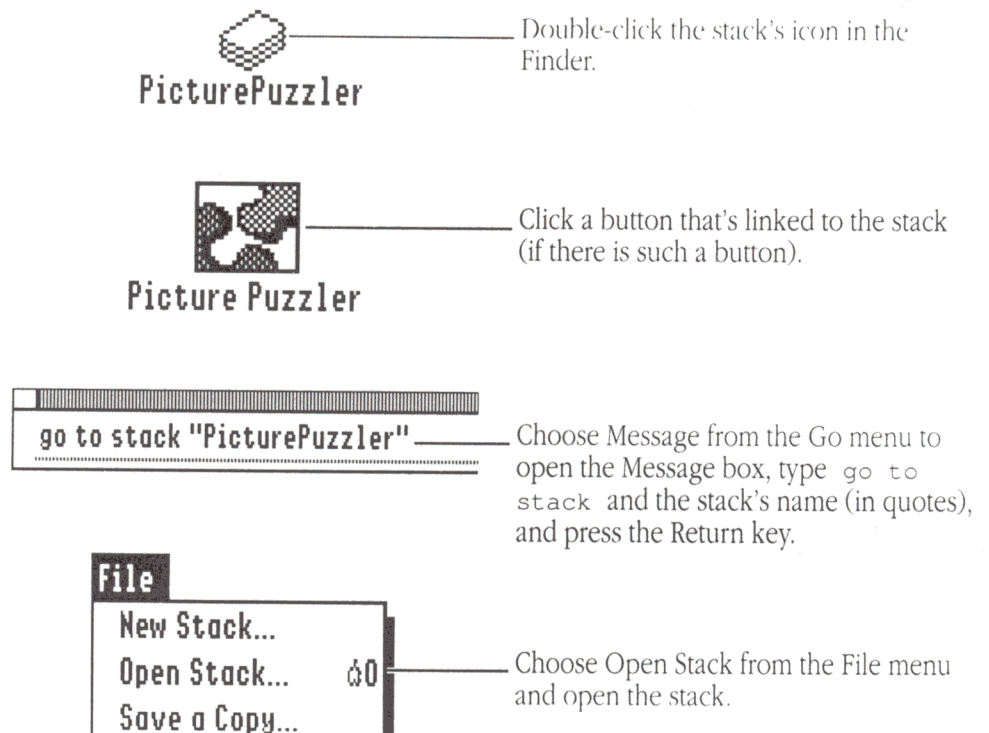 Double-click the stack's icon in the
Finder.
PicturePuzzler
Click a button that's linked to the stack
(if there is such a button).
Picture Puzzler
go to stack "PicturePuzzler"
Choose Message from the Go menu to
open the Message box, type go to
stack and the stack's name (in quotes),
and press the Return key.
File
New Stack...
Open Stack... O
Choose Open Stack from the File menu
and open the stack.
Save a Copy...